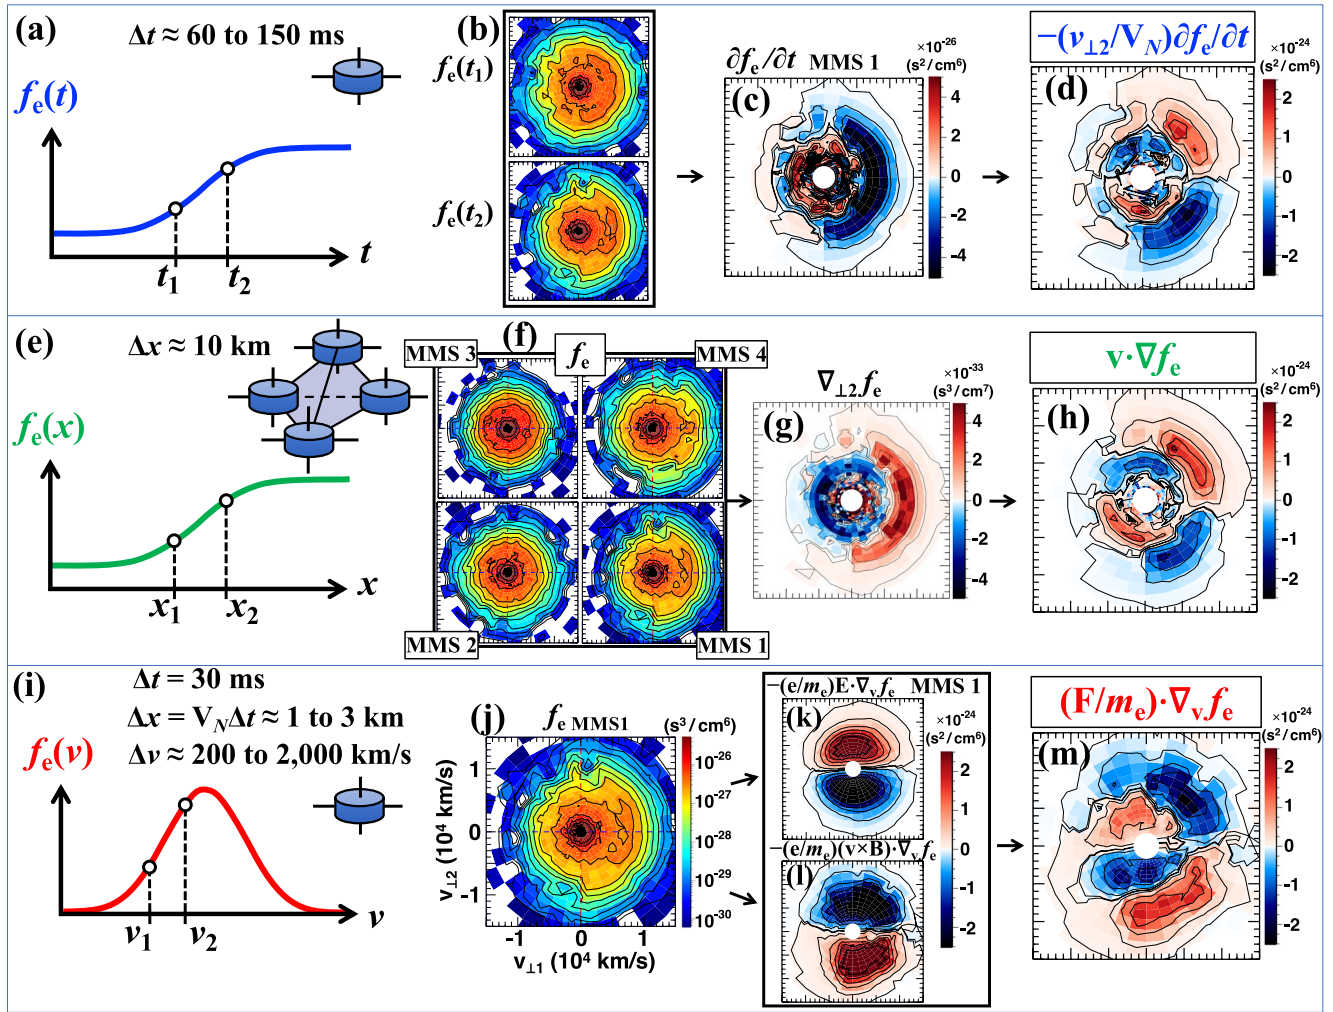 (a)
Δt ≈ 60 to 150 ms
fe(t)
t1
t2
t
(b)
fe(t1)
fe(t2)
∂fe/∂t MMS 1
×10-26
(s2/cm6)
(c)
4
2
0
-2
-4
−(v⊥2/VN)∂fe/∂t
×10-24
(s2/cm6)
(d)
2
1
0
-1
-2
(e)
Δx ≈ 10 km
fe(x)
x1
x2
x
(f)
MMS 3
fe
MMS 4
MMS 2
MMS 1
∇⊥2fe
×10-33
(s3/cm7)
(g)
4
2
0
-2
-4
v·∇fe
×10-24
(s2/cm6)
(h)
2
1
0
-1
-2
(i)
Δt = 30 ms
Δx = VNΔt ≈ 1 to 3 km
Δv ≈ 200 to 2,000 km/s
fe(v)
v1
v2
v
(j)
fe MMS1
(s3/cm6)
10-26
10-27
10-28
10-29
10-30
v⊥2 (104 km/s)
1
0
-1
-1
0
1
v⊥1 (104 km/s)
−(e/me)E·∇vfe MMS 1
(k)
×10-24
(s2/cm6)
2
1
0
-1
-2
−(e/me)(v×B)·∇vfe
(l)
(F/me)·∇vfe
×10-24
(s2/cm6)
(m)
2
1
0
-1
-2